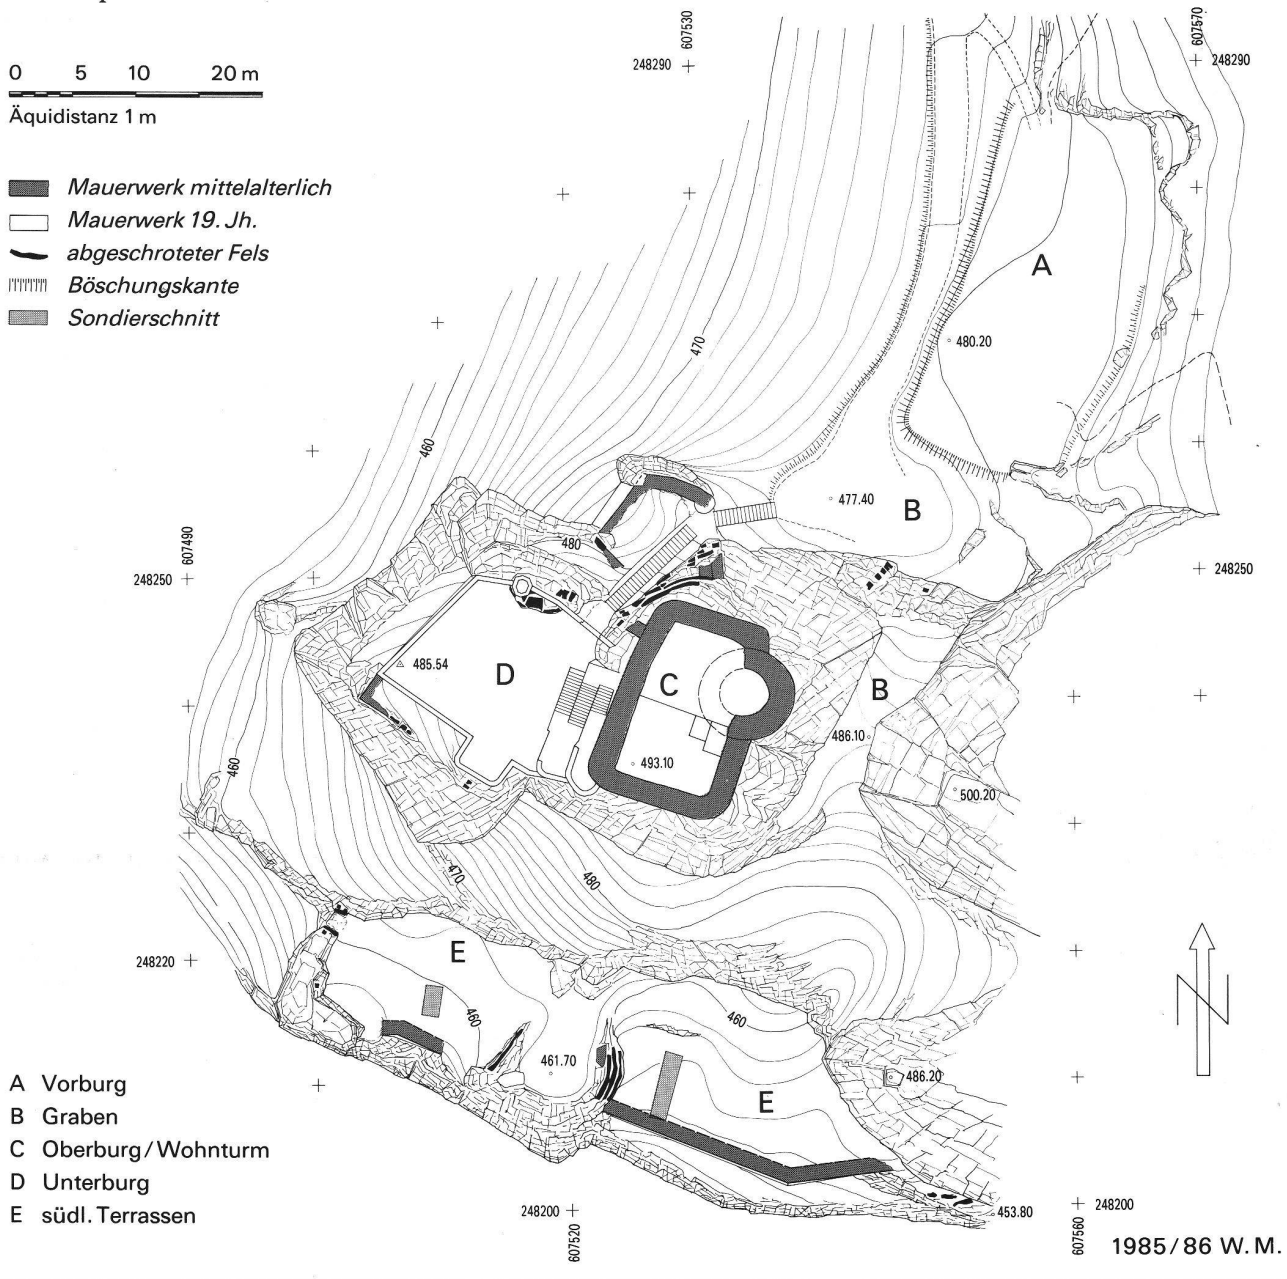 0 5 10 20 m
Äquidistanz 1 m
Mauerwerk mittelalterlich
Mauerwerk 19. Jh.
abgeschroteter Fels
Böschungskante
Sondierschnitt
607530
607570
248290
248290
A
480.20
470
460
477.40
B
480
607490
248250
248250
485.54
D
C
B
486.10
493.10
500.20
460
470
480
E
248220
460
460
461.70
486.20
E
N
A Vorburg
B Graben
C Oberburg/Wohnturm
D Unterburg
E südl. Terrassen
248200
607520
453.80
248200
607560
1985/86 W.M.